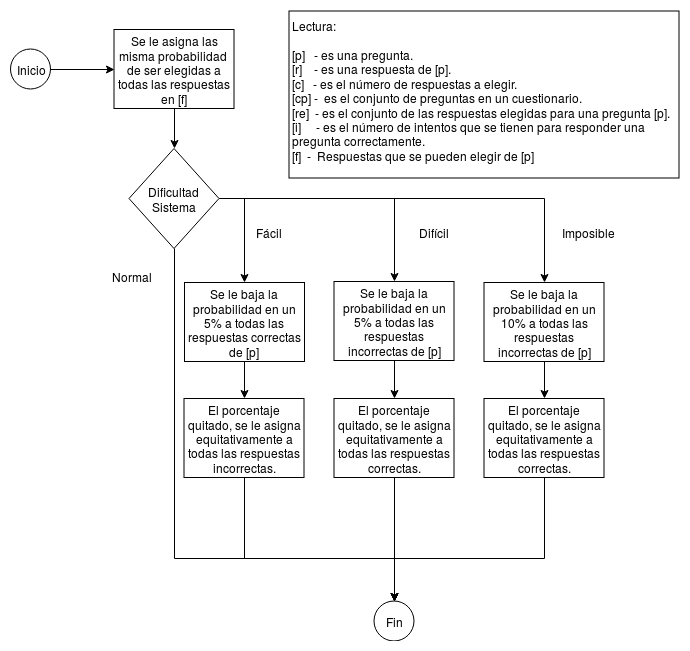 Lectura:
[p] - es una pregunta.
[r] - es una respuesta de [p].
[c] - es el número de respuestas a elegir.
[cp] - es el conjunto de preguntas en un cuestionario.
[re] - es el conjunto de las respuestas elegidas para una pregunta [p].
[i] - es el número de intentos que se tienen para responder una
pregunta correctamente.
[f] - Respuestas que se pueden elegir de [p]
Inicio
Se le asigna las
misma probabilidad
de ser elegidas a
todas las respuestas
en [f]
Dificultad
Sistema
Fácil
Difícil
Imposible
Normal
Se le baja la
probabilidad en un
5% a todas las
respuestas correctas
de [p]
Se le baja la
probabilidad en un
5% a todas las
respuestas
incorrectas de [p]
Se le baja la
probabilidad en un
10% a todas las
respuestas
incorrectas de [p]
El porcentaje
quitado, se le asigna
equitativamente a
todas las respuestas
incorrectas.
El porcentaje
quitado, se le asigna
equitativamente a
todas las respuestas
correctas.
El porcentaje
quitado, se le asigna
equitativamente a
todas las respuestas
correctas.
Fin